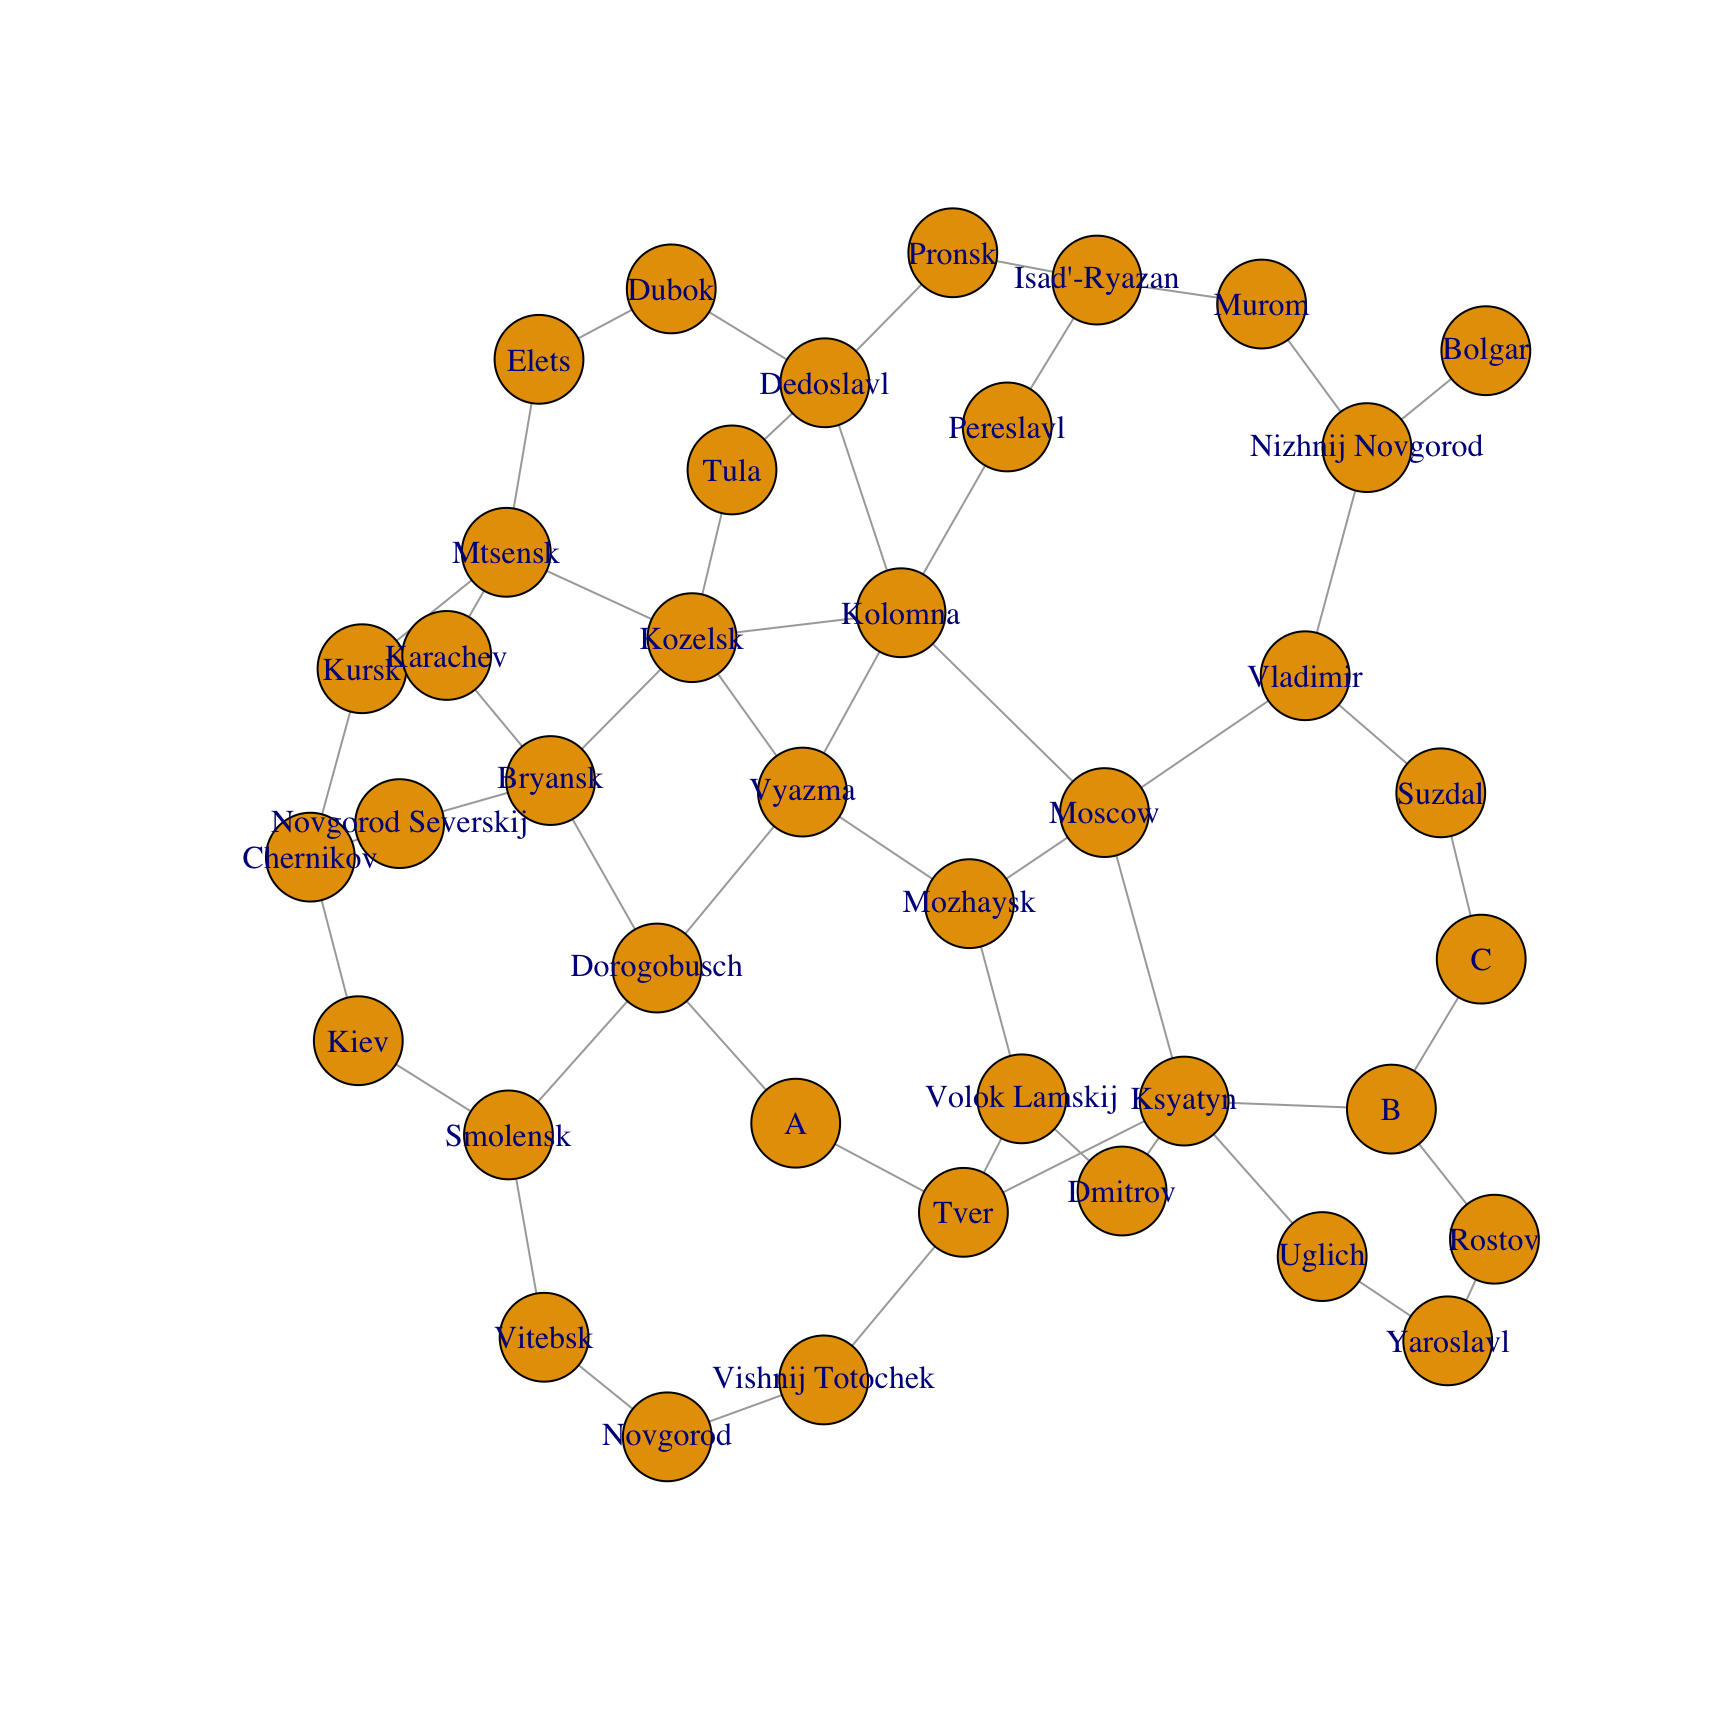 Pronsk
Isad'-Ryazan
Dubok
Murom
Bolgar
Elets
Dedoslavl
Pereslavl
Nizhnij Novgorod
Tula
Mtsensk
Kolomna
Kozelsk
Karachev
Kursk
Vladimir
Bryansk
Vyazma
Suzdal
Moscow
Novgorod Severskij
Chernikov
Mozhaysk
C
Dorogobusch
Kiev
Volok Lamskij
Ksyatyn
B
A
Smolensk
Dmitrov
Tver
Rostov
Uglich
Vitebsk
Yaroslavl
Vishnij Totochek
Novgorod